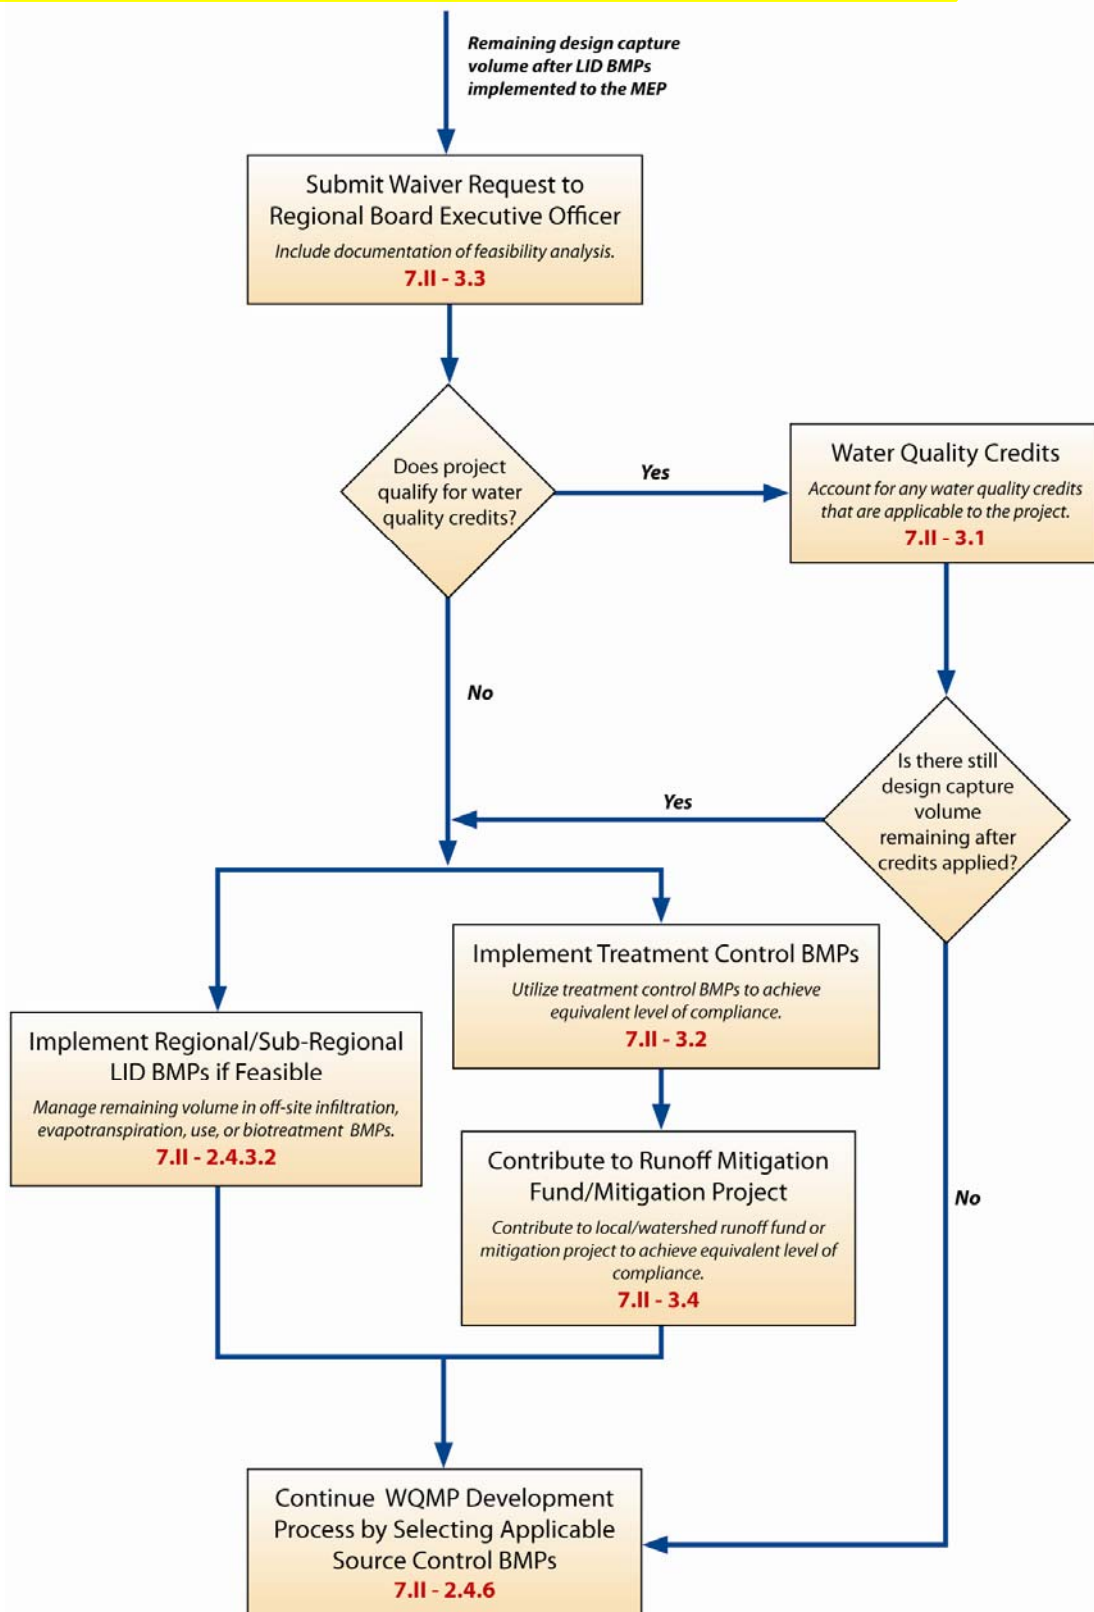 Remaining design capture
volume after LID BMPs
implemented to the MEP
Submit Waiver Request to
Regional Board Executive Officer
Include documentation of feasibility analysis.
7.II - 3.3
Does project
qualify for water
quality credits?
Yes
Water Quality Credits
Account for any water quality credits
that are applicable to the project.
7.II - 3.1
No
Is there still
design capture
volume
remaining after
credits applied?
Yes
Implement Treatment Control BMPs
Utilize treatment control BMPs to achieve
equivalent level of compliance.
7.II - 3.2
Implement Regional/Sub-Regional
LID BMPs if Feasible
Manage remaining volume in off-site infiltration,
evapotranspiration, use, or biotreatment BMPs.
7.II - 2.4.3.2
Contribute to Runoff Mitigation
Fund/Mitigation Project
Contribute to local/watershed runoff fund or
mitigation project to achieve equivalent level of
compliance.
7.II - 3.4
No
Continue WQMP Development
Process by Selecting Applicable
Source Control BMPs
7.II - 2.4.6